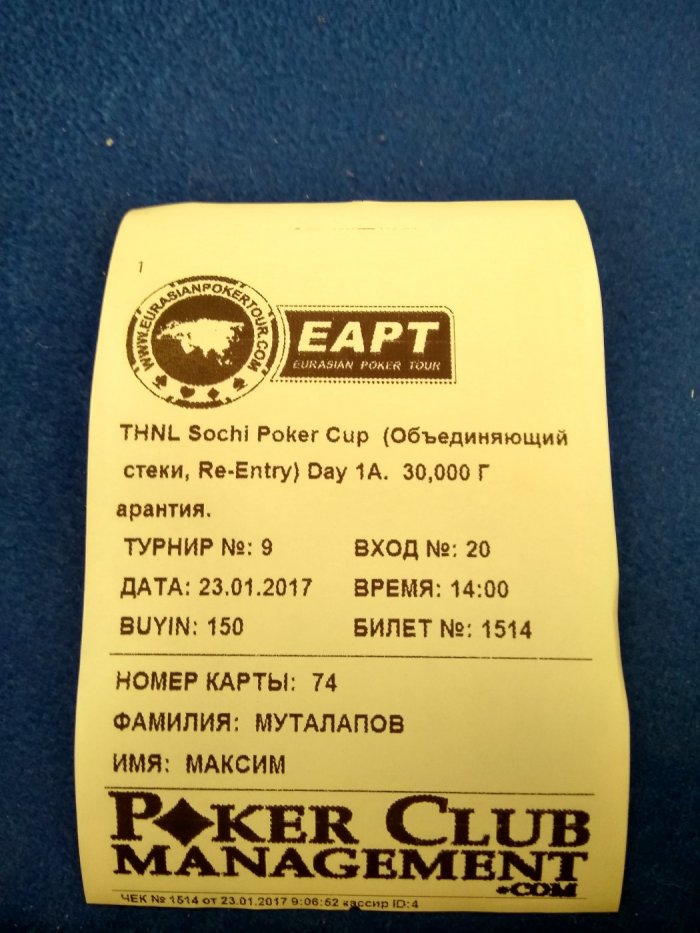 1
WWW.EURASIANPOKERTOUR.COM
EAPT
EURASIAN POKER TOUR
THNL Sochi Poker Cup (Объединяющий
стеки, Re-Entry) Day 1A. 30,000 Г
арантия.
ТУРНИР №: 9 ВХОД №: 20
ДАТА: 23.01.2017 ВРЕМЯ: 14:00
BUYIN: 150 БИЛЕТ №: 1514
НОМЕР КАРТЫ: 74
ФАМИЛИЯ: МУТАЛАПОВ
ИМЯ: МАКСИМ
POKER CLUB
MANAGEMENT
.COM
ЧЕК № 1514 от 23.01.2017 9:06:52 кассир ID:4